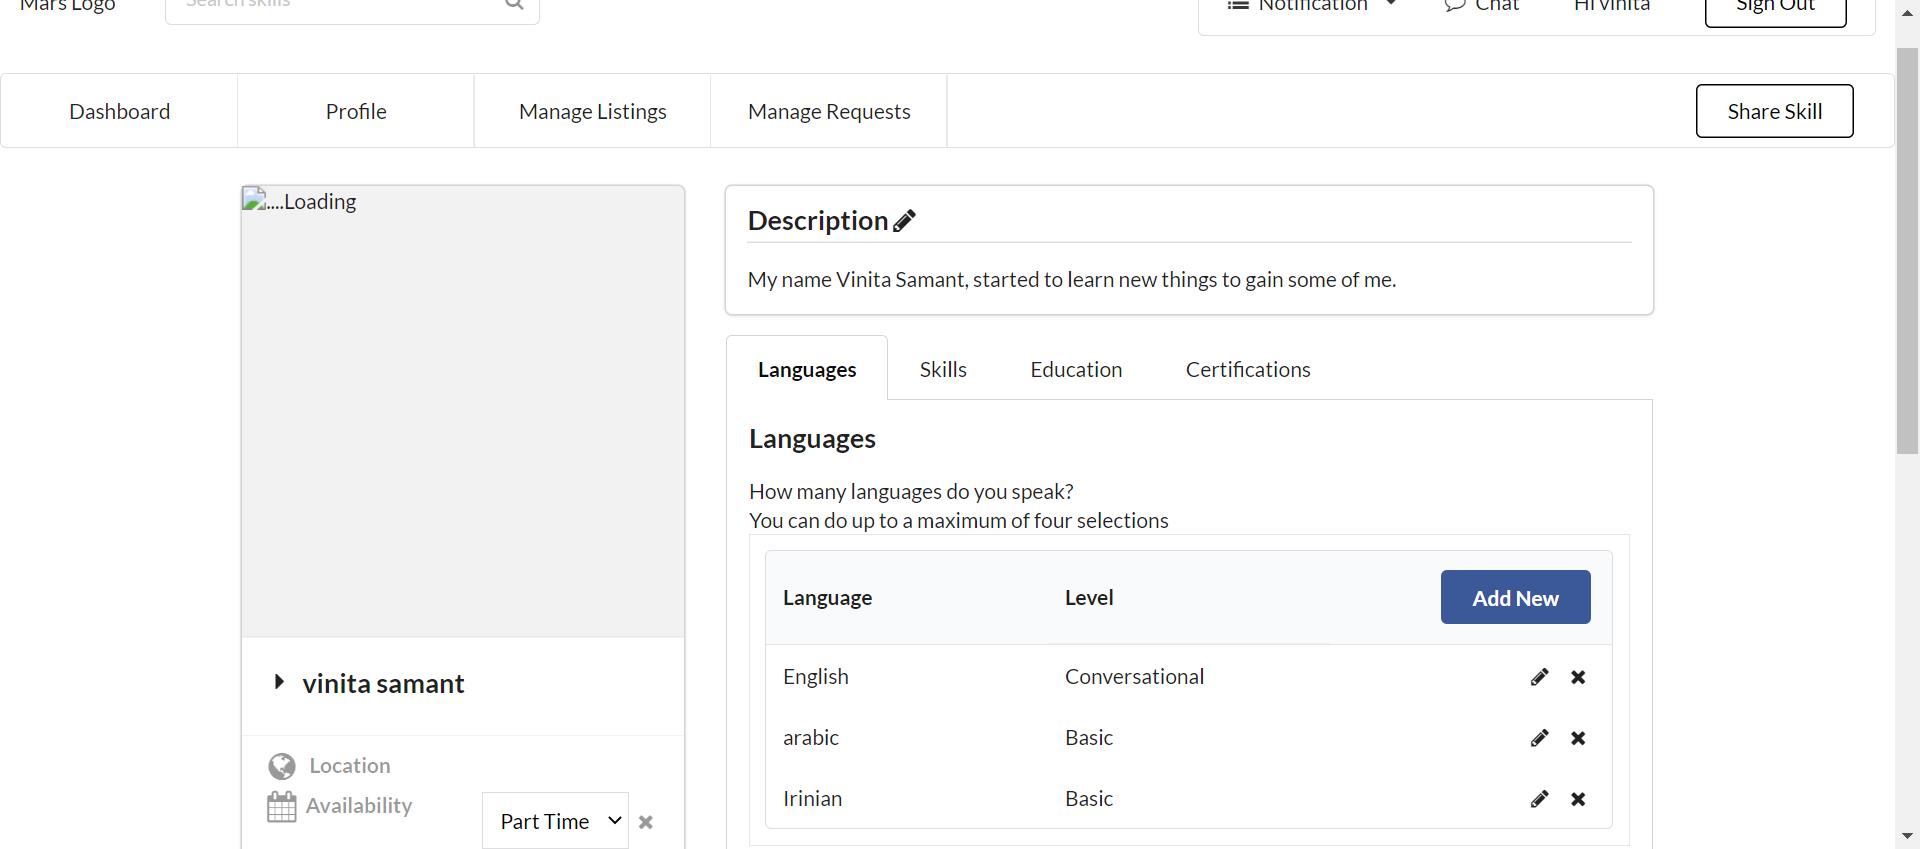 Mars Logo
Search skills
Notification
Chat
Hi vinita
Sign Out
Dashboard
Profile
Manage Listings
Manage Requests
Share Skill
....Loading
Description
My name Vinita Samant, started to learn new things to gain some of me.
Languages
Skills
Education
Certifications
Languages
How many languages do you speak?
You can do up to a maximum of four selections
Language Level Add New
English Conversational
arabic Basic
Irinian Basic
vinita samant
Location
Availability
Part Time